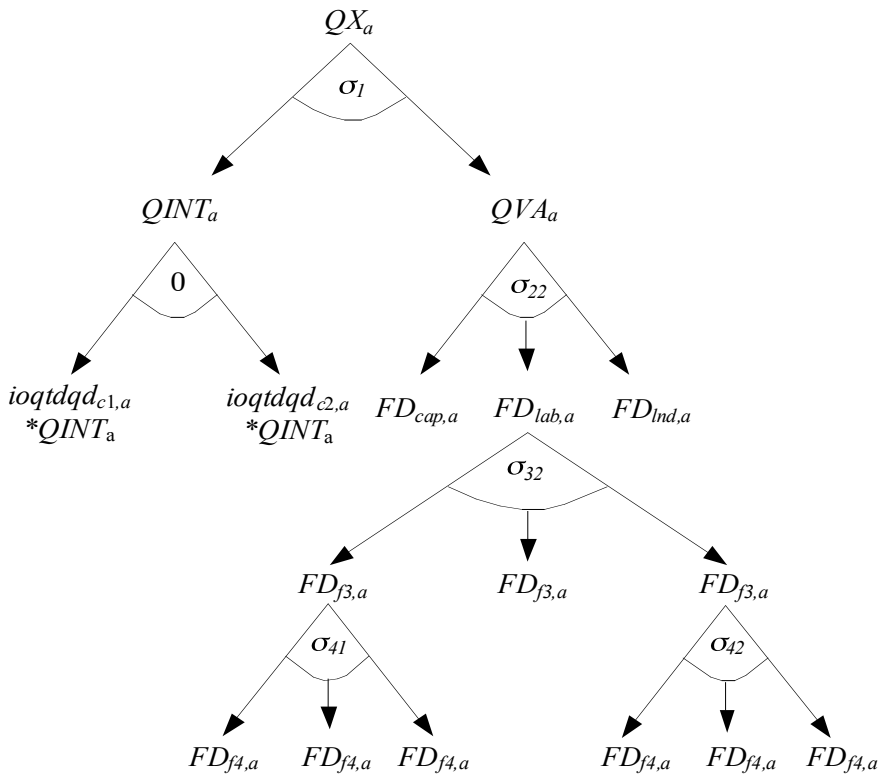 QXa
σ1
QINTa QVAa
0 σ22
ioqtdqdc1,a ioqtdqdc2,a FDcap,a FDlab,a FDlnd,a
*QINTa *QINTa
σ32
FDf3,a FDf3,a FDf3,a
σ41 σ42
FDf4,a FDf4,a FDf4,a FDf4,a FDf4,a FDf4,a